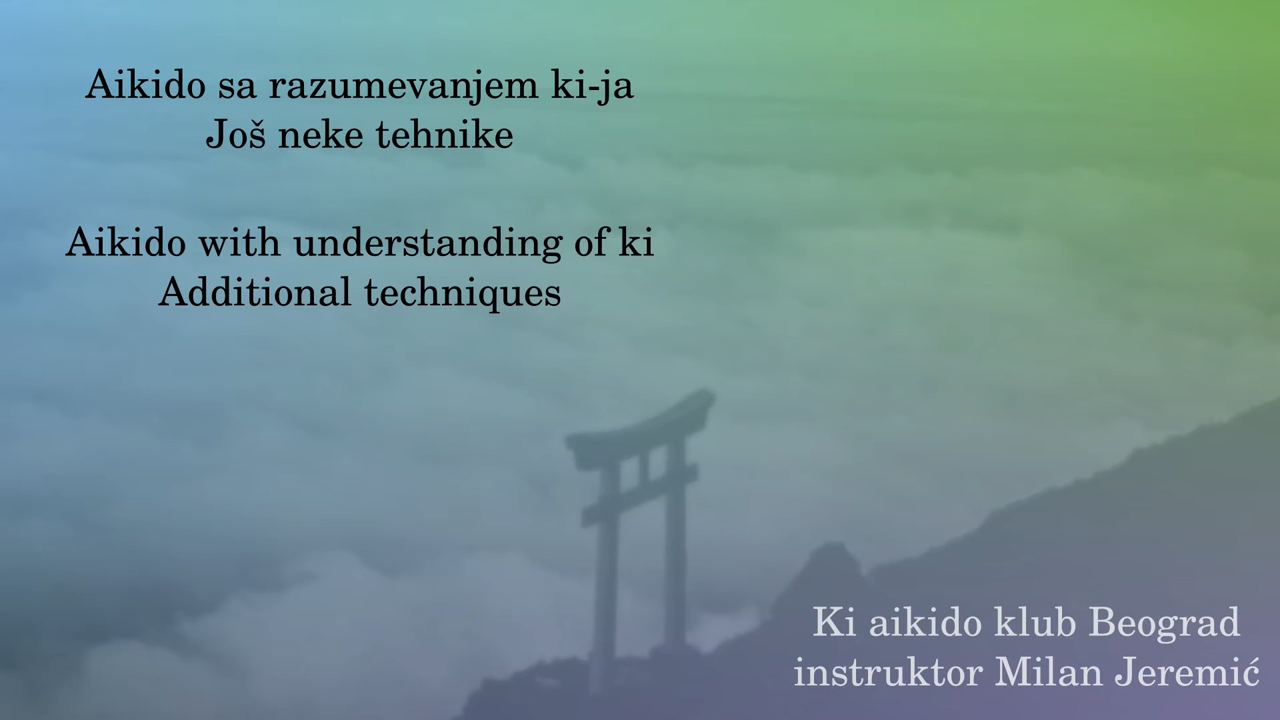 Aikido sa razumevanjem ki-ja
Još neke tehnike
Aikido with understanding of ki
Additional techniques
Ki aikido klub Beograd
instruktor Milan Jeremić